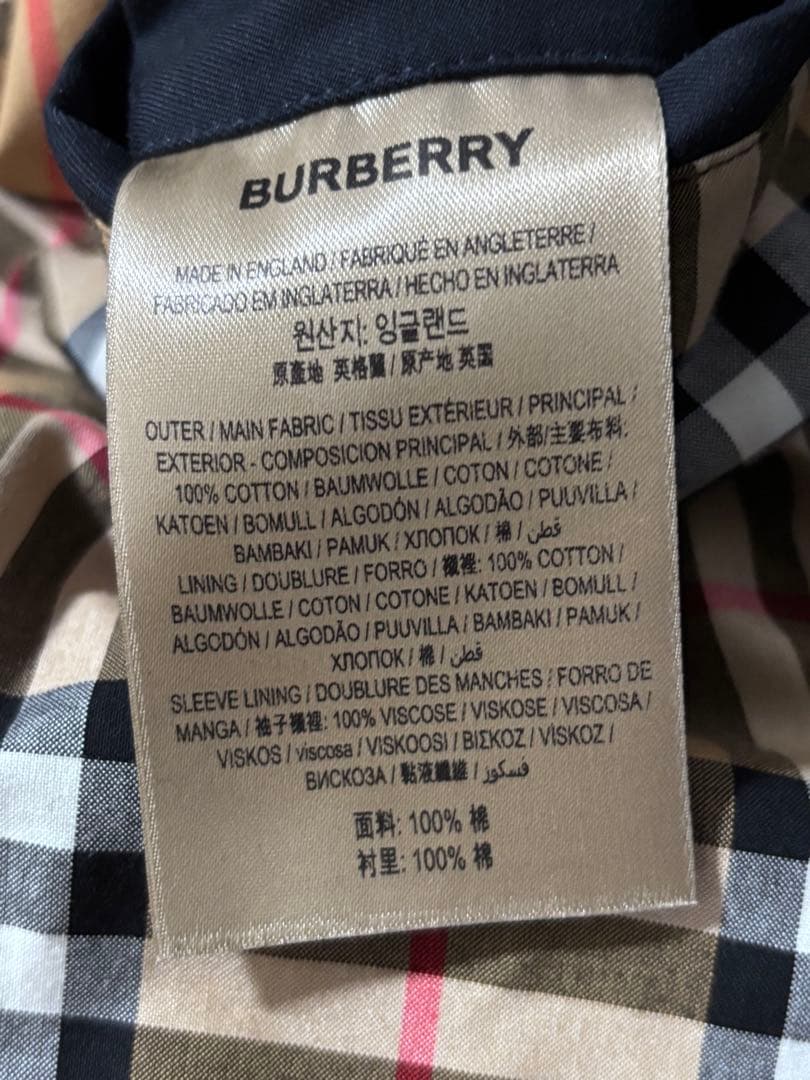 BURBERRY
MADE IN ENGLAND / FABRIQUÉ EN ANGLETERRE /
FABRICADO EM INGLATERRA / HECHO EN INGLATERRA
원산지: 잉글랜드
原產地 英格蘭 / 原产地 英国
OUTER / MAIN FABRIC / TISSU EXTÉRIEUR / PRINCIPAL /
EXTERIOR - COMPOSICION PRINCIPAL / 外部/主要布料:
100% COTTON / BAUMWOLLE / COTON / COTONE /
KATOEN / BOMULL / ALGODÓN / ALGODÃO / PUUVILLA /
BAMBAKI / PAMUK / ХЛОПОК / 棉 / قطن
LINING / DOUBLURE / FORRO / 襯裡: 100% COTTON /
BAUMWOLLE / COTON / COTONE / KATOEN / BOMULL /
ALGODÓN / ALGODÃO / PUUVILLA / BAMBAKI / PAMUK /
ХЛОПОК / 棉 / قطن
SLEEVE LINING / DOUBLURE DES MANCHES / FORRO DE
MANGA / 袖子襯裡: 100% VISCOSE / VISKOSE / VISCOSA /
VISKOS / viscosa / VISKOOSI / ΒΙΣΚΟΖ / VİSKOZ /
ВИСКОЗА / 黏液纖維 / فسكوز
面料: 100% 棉
衬里: 100% 棉